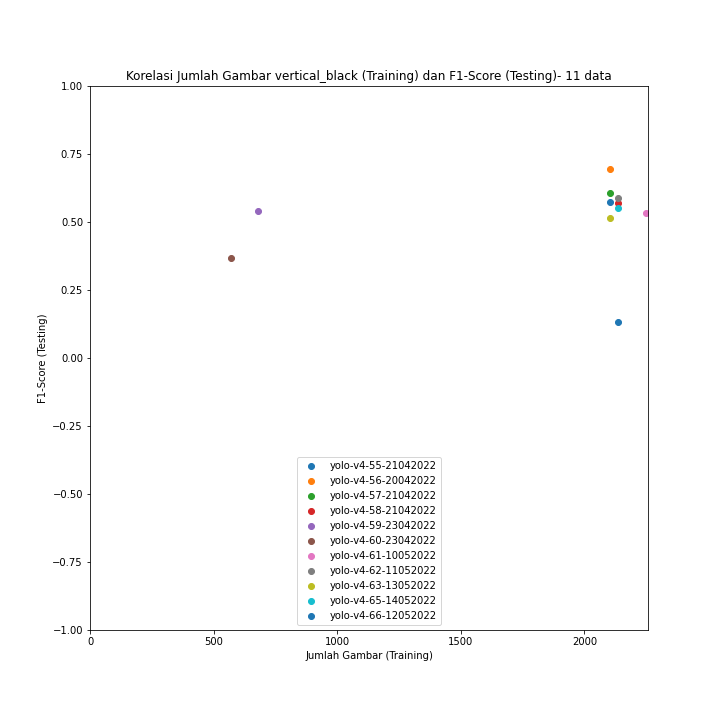 Korelasi Jumlah Gambar vertical_black (Training) dan F1-Score (Testing)- 11 data
1.00
0.75
0.50
0.25
0.00
−0.25
−0.50
−0.75
−1.00
F1-Score (Testing)
yolo-v4-55-21042022
yolo-v4-56-20042022
yolo-v4-57-21042022
yolo-v4-58-21042022
yolo-v4-59-23042022
yolo-v4-60-23042022
yolo-v4-61-10052022
yolo-v4-62-11052022
yolo-v4-63-13052022
yolo-v4-65-14052022
yolo-v4-66-12052022
0 500 1000 1500 2000
Jumlah Gambar (Training)